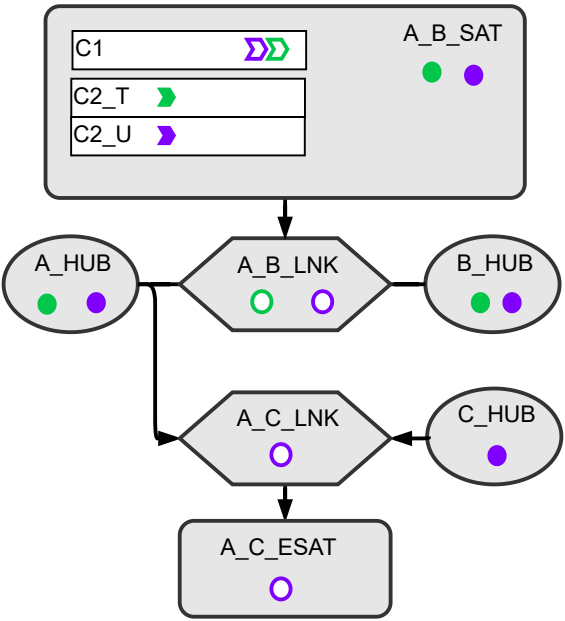 A_B_SAT
C1
C2_T
C2_U
A_HUB
A_B_LNK
B_HUB
A_C_LNK
C_HUB
A_C_ESAT